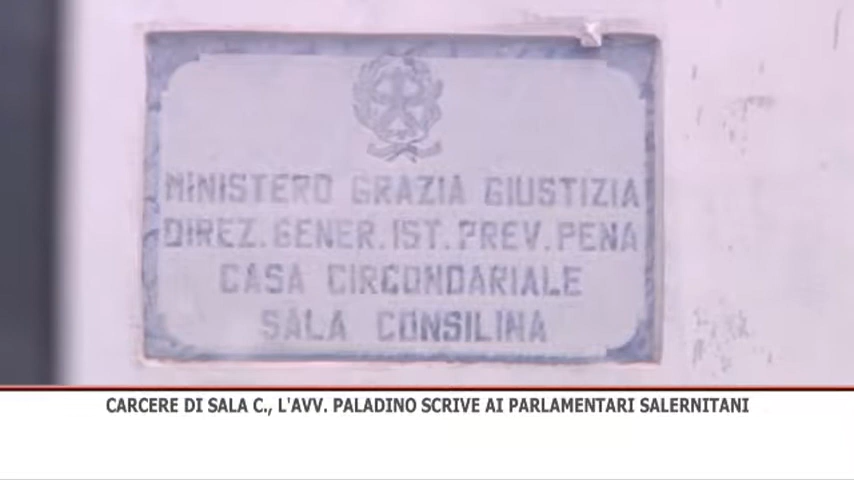 MINISTERO GRAZIA GIUSTIZIA
DIREZ. GENER. IST. PREV. PENA
CASA CIRCONDARIALE
SALA CONSILINA
CARCERE DI SALA C., L'AVV. PALADINO SCRIVE AI PARLAMENTARI SALERNITANI